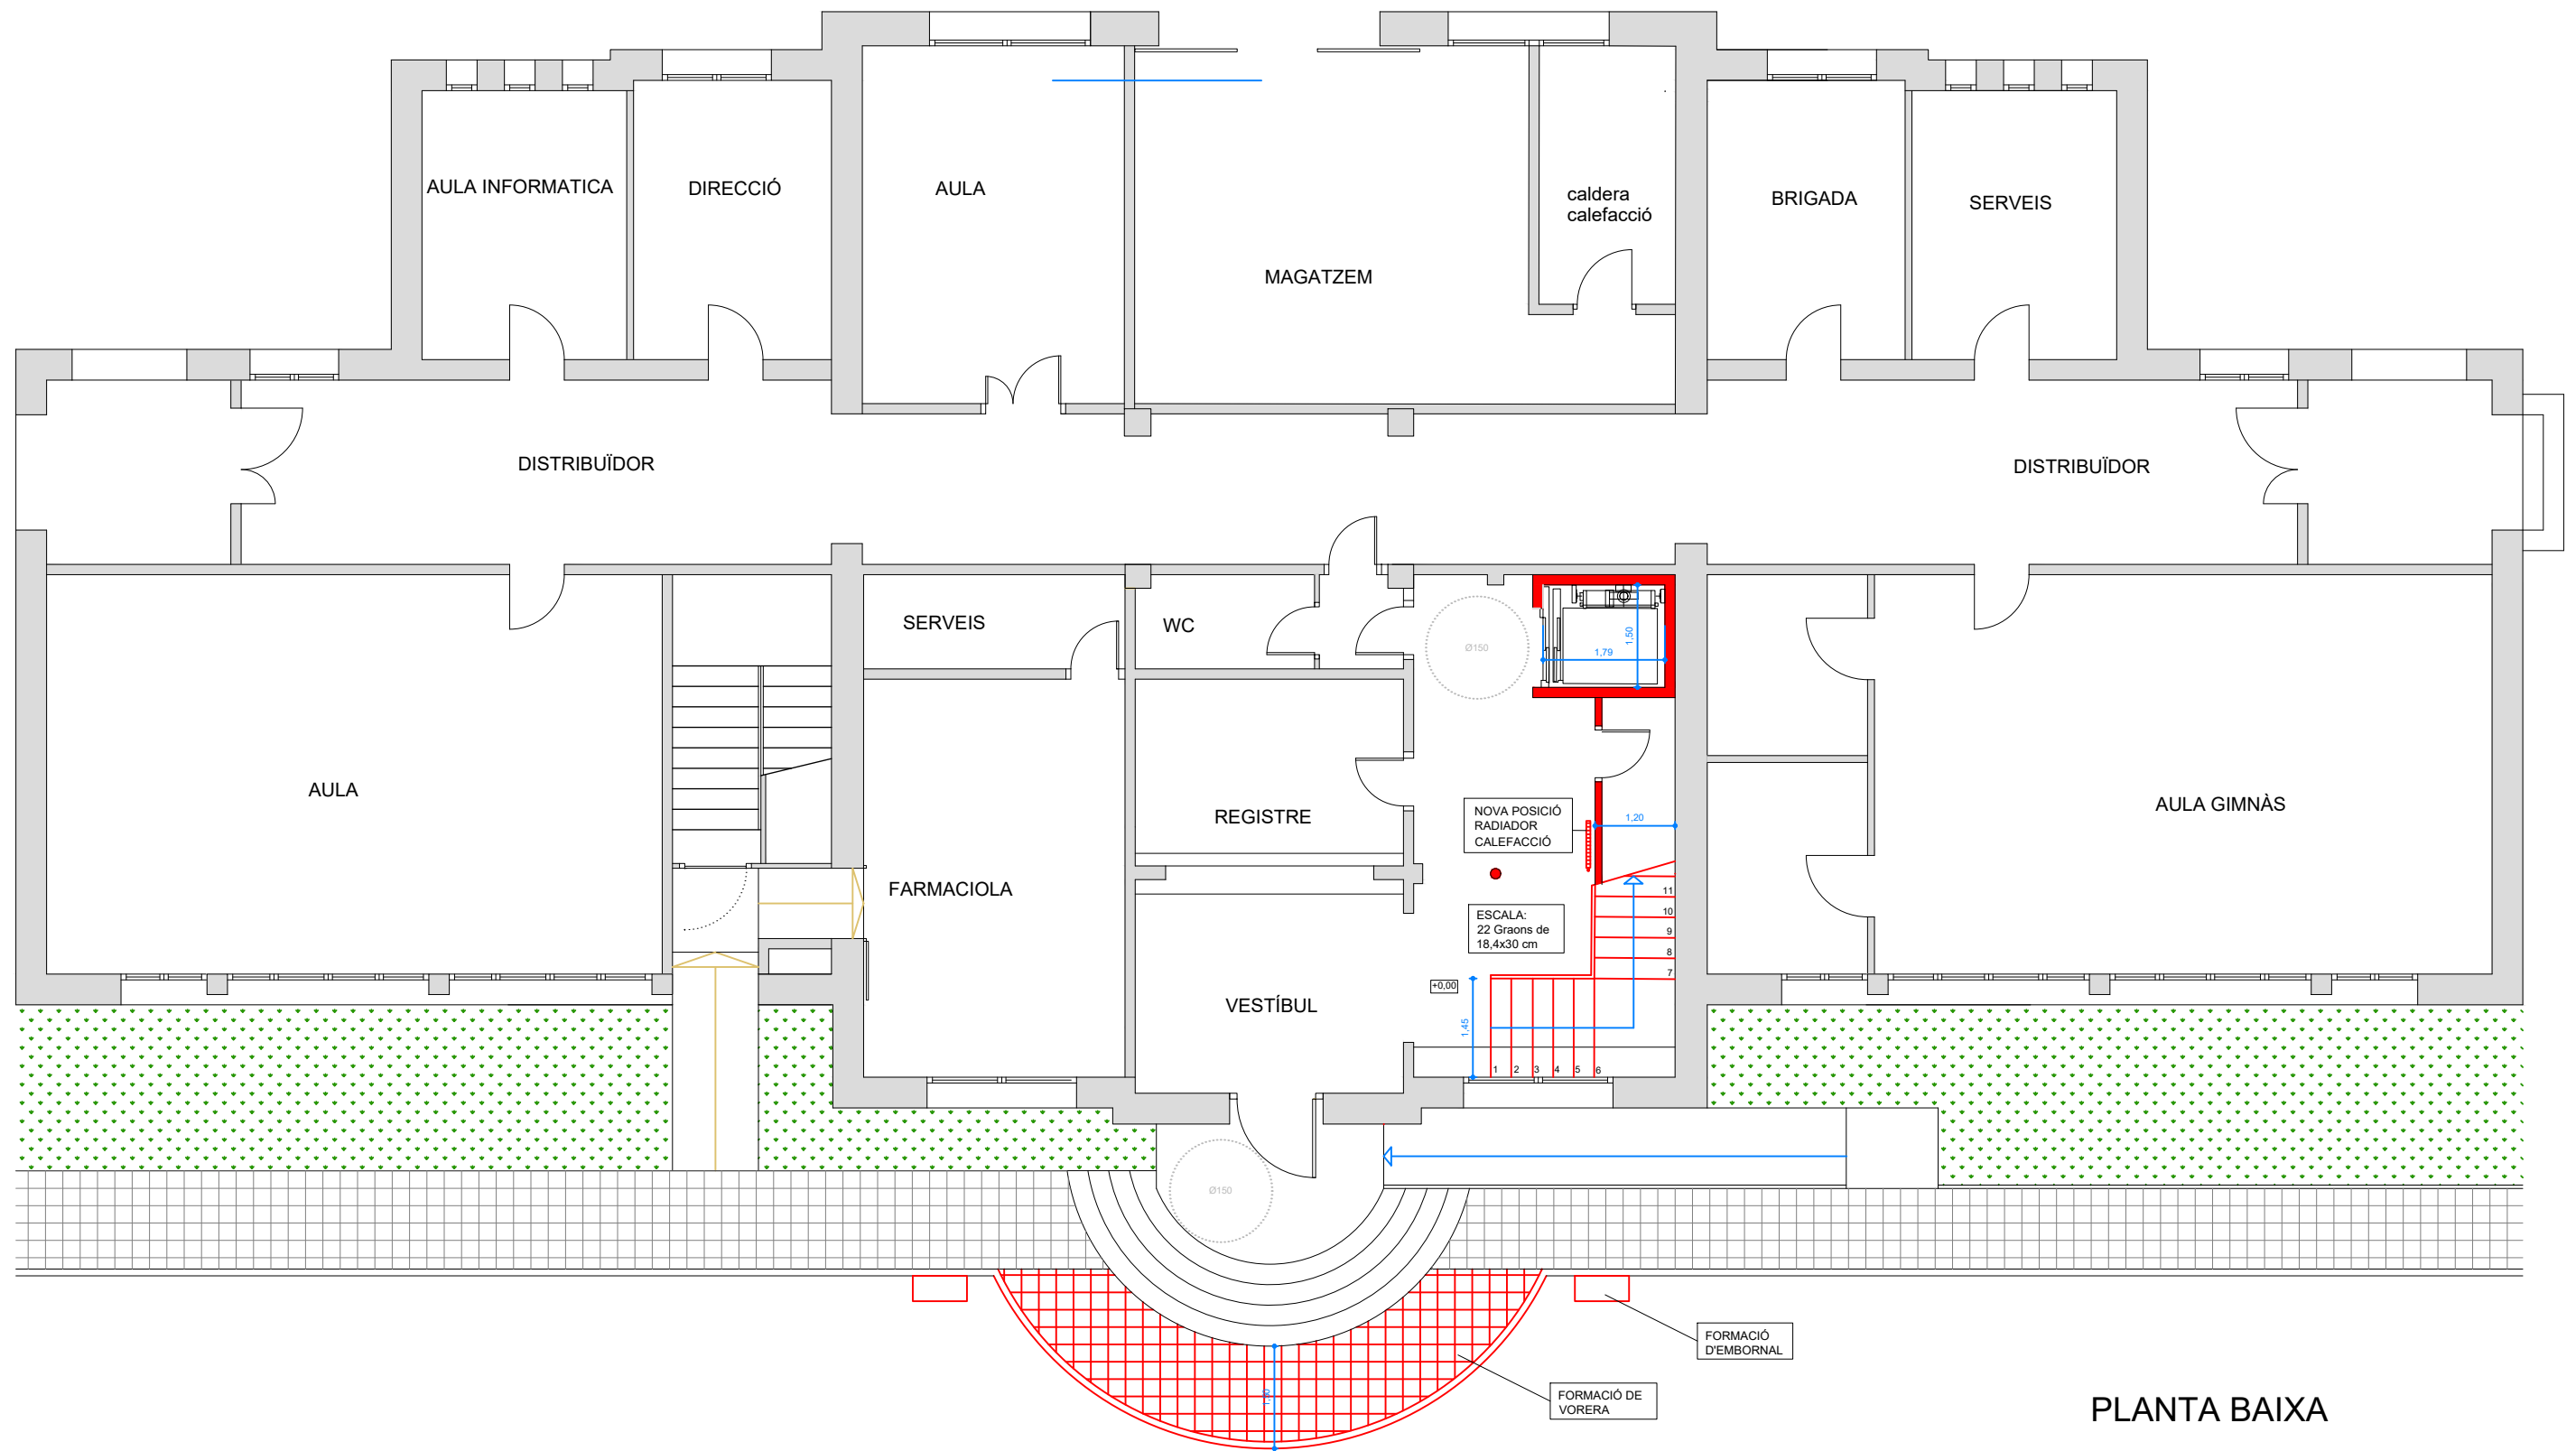 AULA INFORMATICA
DIRECCIÓ
AULA
MAGATZEM
caldera
calefacció
BRIGADA
SERVEIS
DISTRIBUÏDOR
DISTRIBUÏDOR
SERVEIS
WC
Ø150
1,50
1,79
AULA
REGISTRE
NOVA POSICIÓ
RADIADOR
CALEFACCIÓ
1,20
AULA GIMNÀS
FARMACIOLA
ESCALA:
22 Graons de
18,4x30 cm
11
10
9
8
7
+0,00
VESTÍBUL
1,45
1
2
3
4
5
6
Ø150
FORMACIÓ
D'EMBORNAL
FORMACIÓ DE
VORERA
PLANTA BAIXA